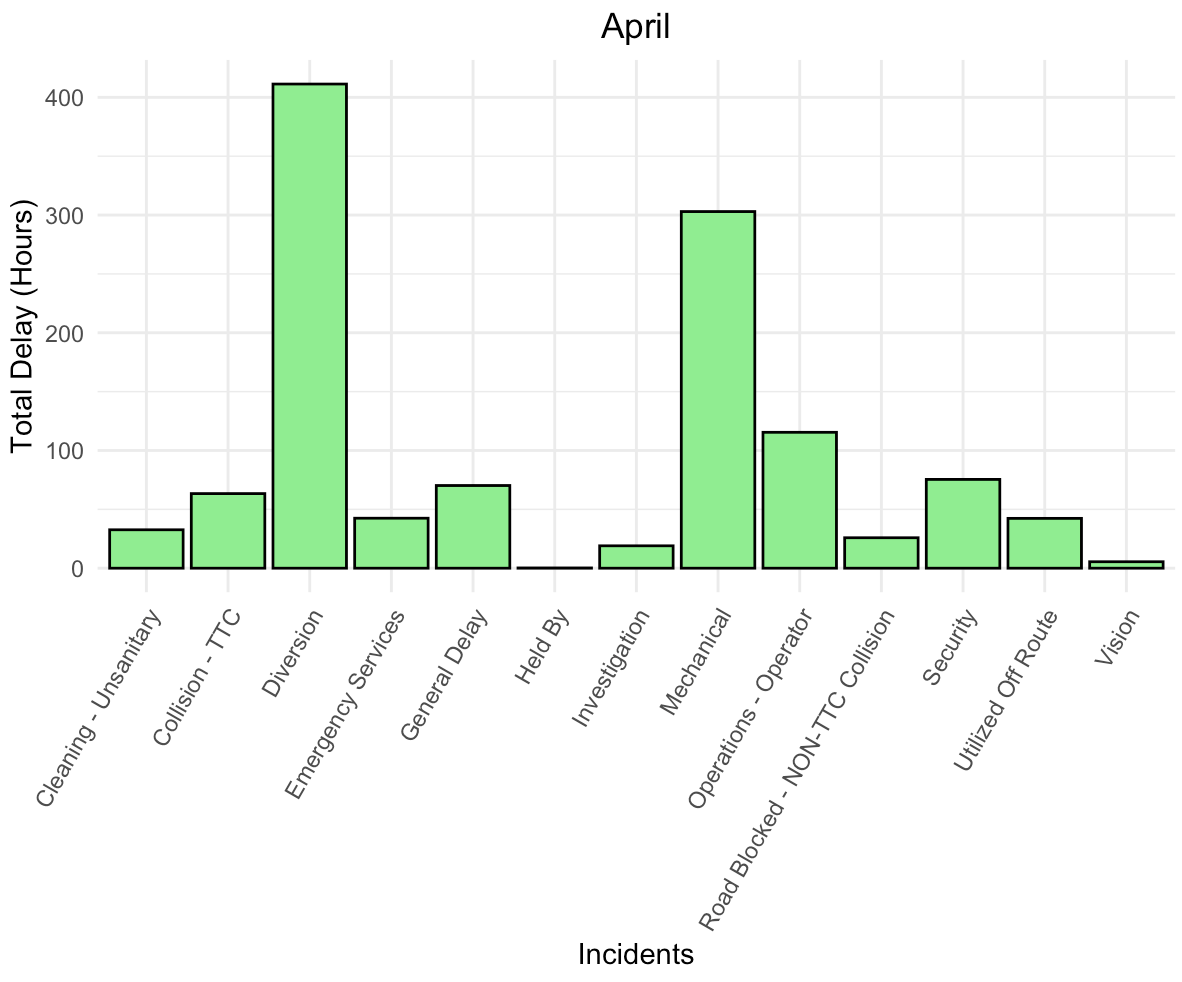 April
Total Delay (Hours)
400
300
200
100
0
Cleaning - Unsanitary
Collision - TTC
Diversion
Emergency Services
General Delay
Held By
Investigation
Mechanical
Operations - Operator
Road Blocked - NON-TTC Collision
Security
Utilized Off Route
Vision
Incidents